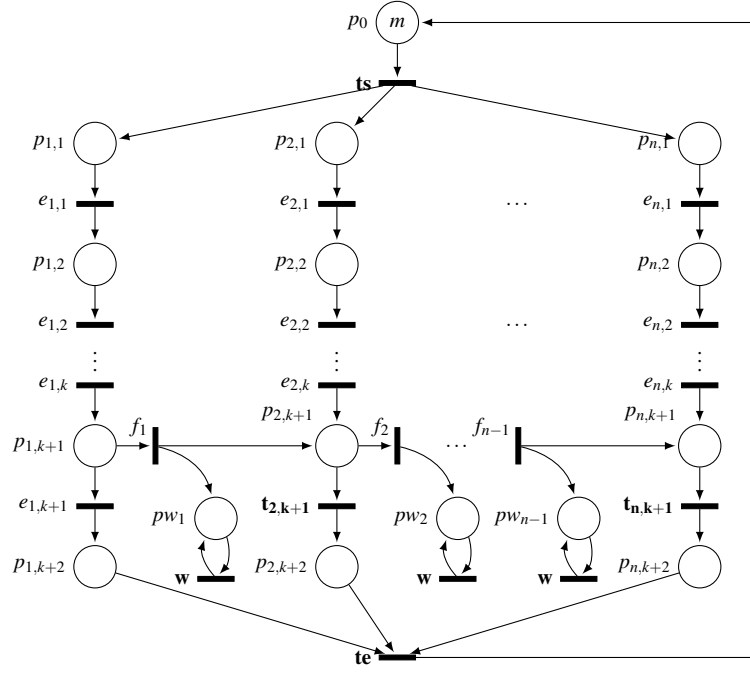 p0 m
ts
p1,1 p2,1 pn,1
e1,1 e2,1 ... en,1
p1,2 p2,2 pn,2
e1,2 e2,2 ... en,2
⋮ ⋮ ⋮
e1,k e2,k en,k
p1,k+1 f1 p2,k+1 f2 ... fn−1 pn,k+1
e1,k+1 pw1 t2,k+1 pw2 pwn−1 tn,k+1
p1,k+2 w p2,k+2 w w pn,k+2
te